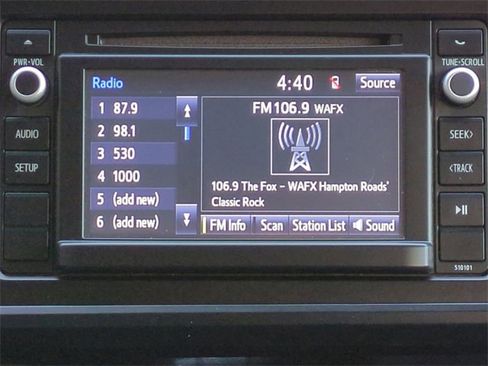 PWR•VOL
TUNE•SCROLL
Radio
4:40
Source
1 87.9
FM106.9 WAFX
2 98.1
AUDIO
SEEK>
3 530
SETUP
<TRACK
4 1000
106.9 The Fox - WAFX Hampton Roads'
5 (add new)
Classic Rock
6 (add new)
FM Info
Scan
Station List
Sound
510101